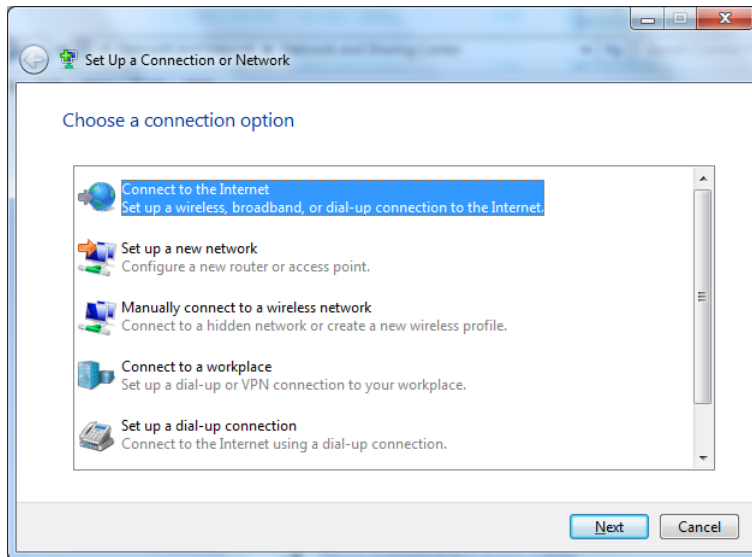 Set Up a Connection or Network
Choose a connection option
Connect to the Internet
Set up a wireless, broadband, or dial-up connection to the Internet.
Set up a new network
Configure a new router or access point.
Manually connect to a wireless network
Connect to a hidden network or create a new wireless profile.
Connect to a workplace
Set up a dial-up or VPN connection to your workplace.
Set up a dial-up connection
Connect to the Internet using a dial-up connection.
Next Cancel